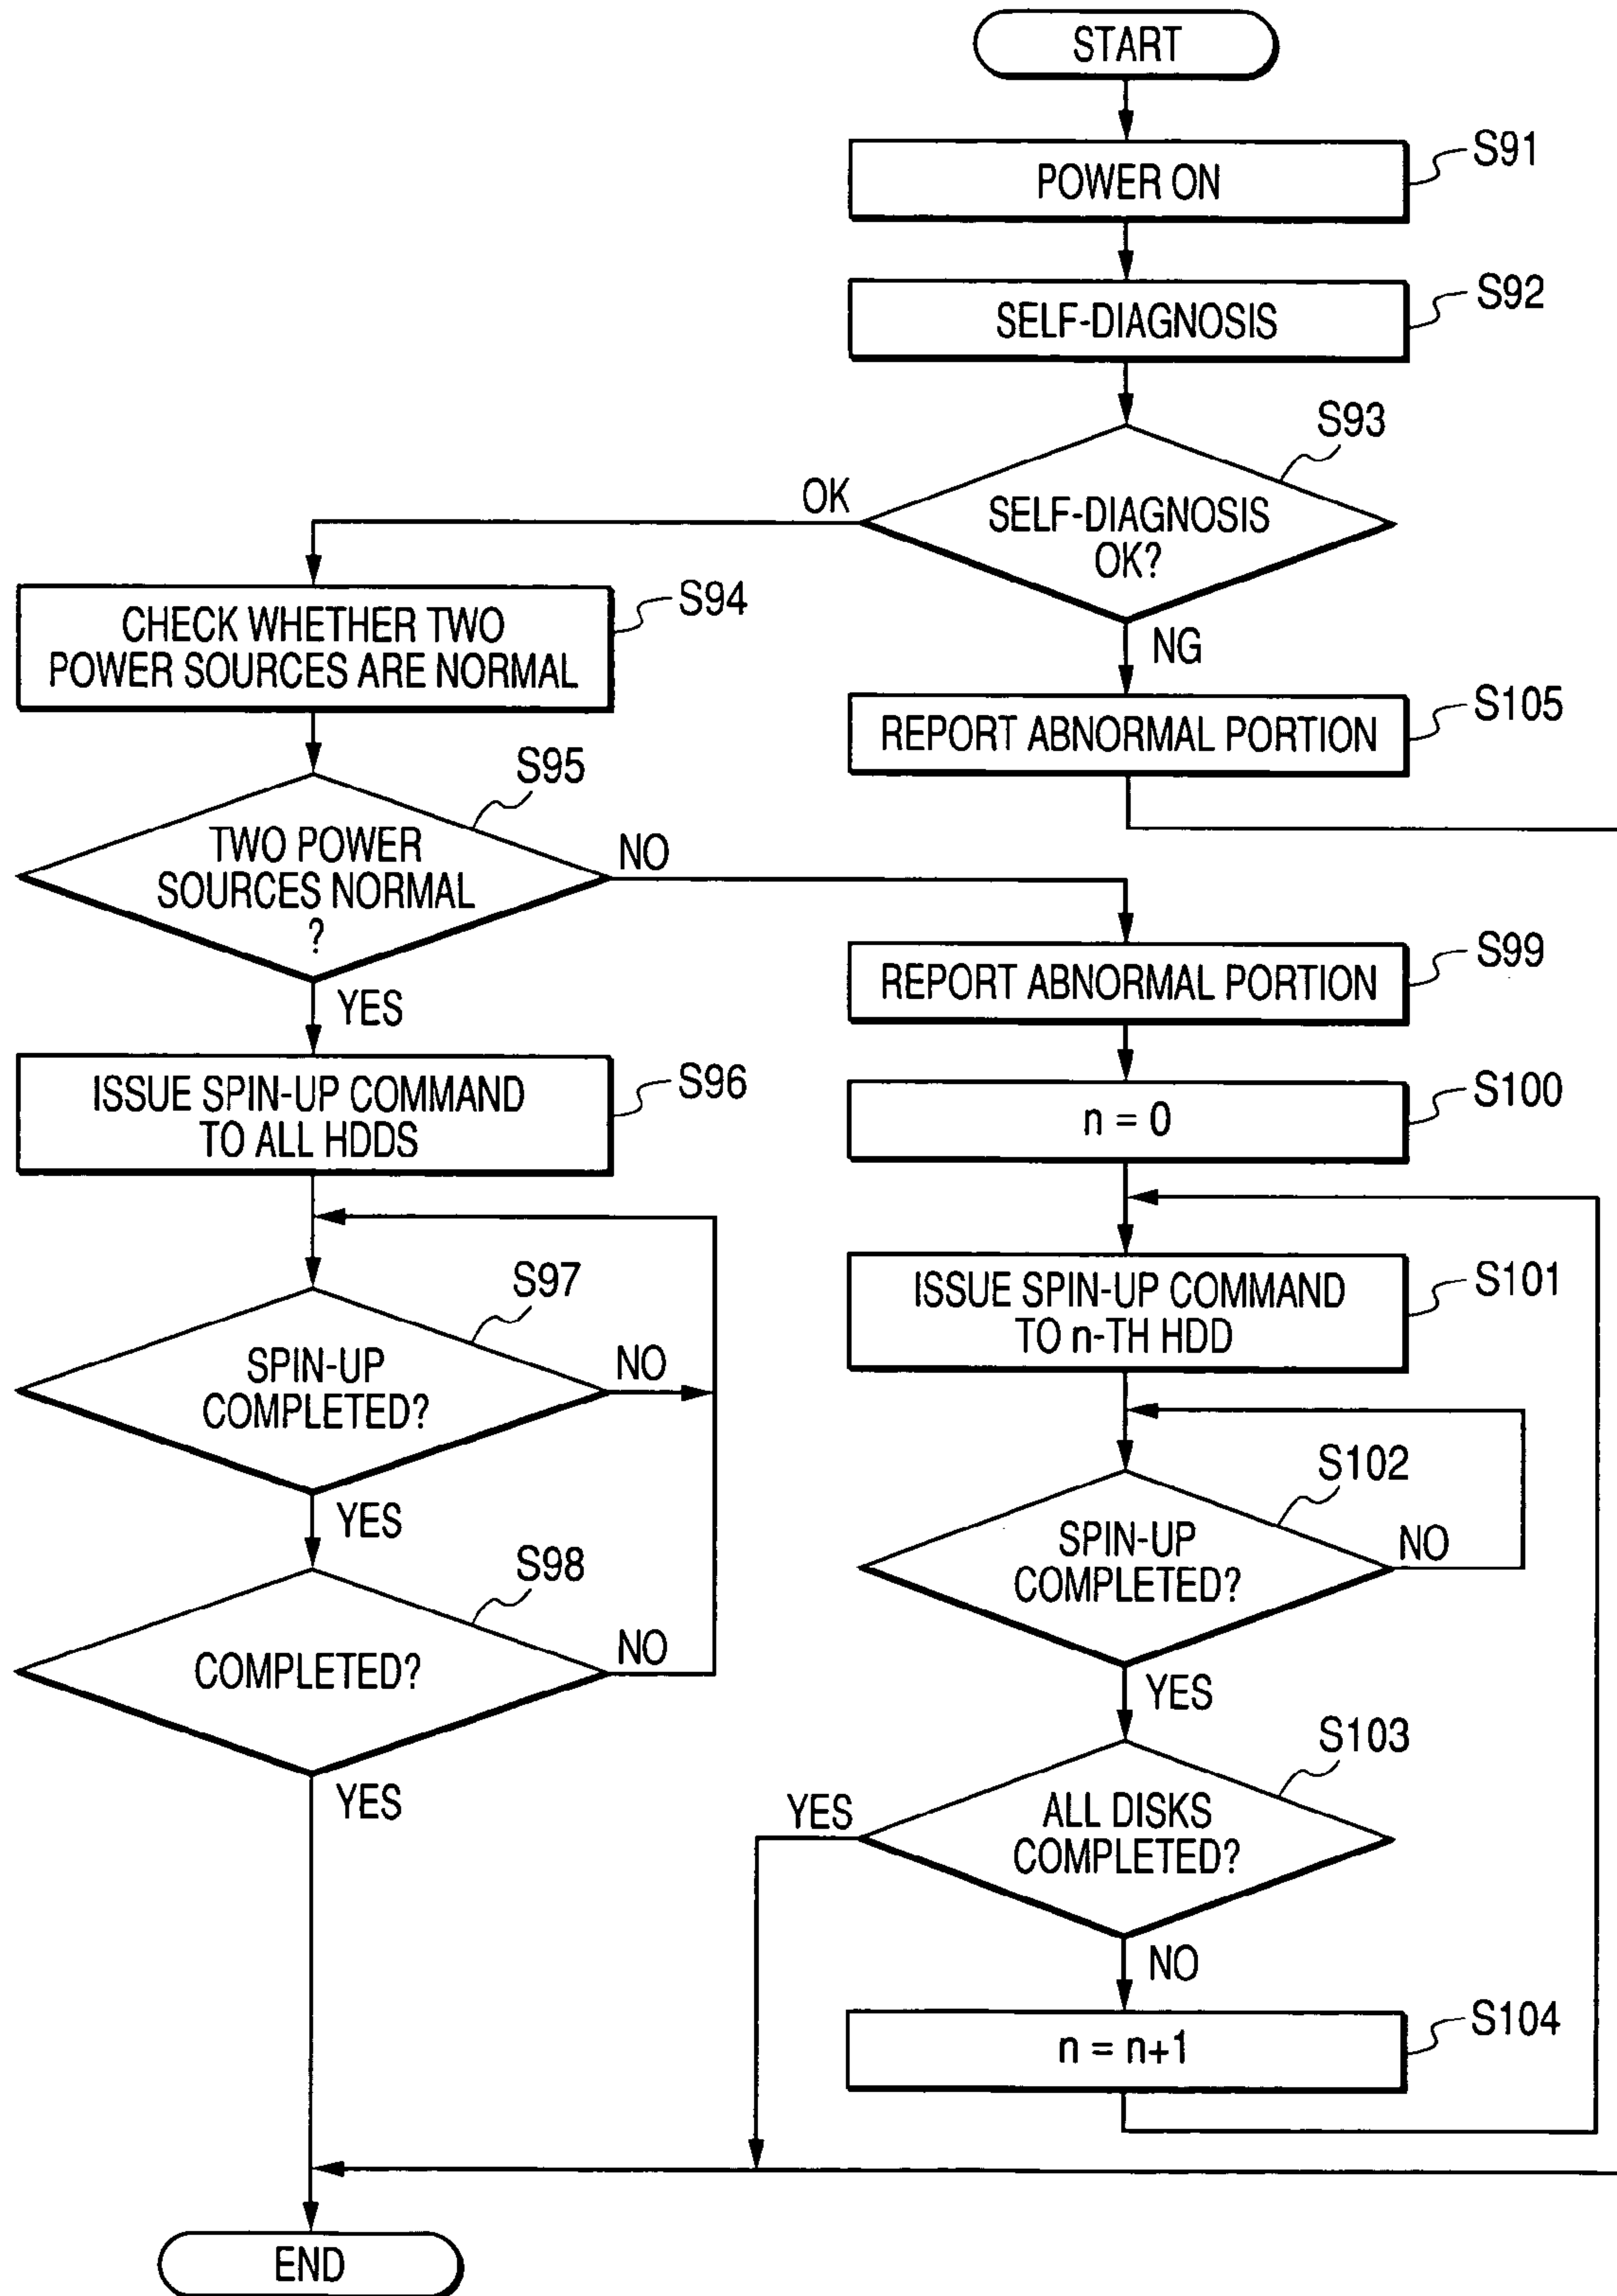 START
POWER ON
S91
SELF-DIAGNOSIS
S92
S93
SELF-DIAGNOSIS
OK?
OK
NG
CHECK WHETHER TWO
POWER SOURCES ARE NORMAL
S94
REPORT ABNORMAL PORTION
S105
S95
TWO POWER
SOURCES NORMAL
?
NO
YES
REPORT ABNORMAL PORTION
S99
ISSUE SPIN-UP COMMAND
TO ALL HDDS
S96
n = 0
S100
S97
SPIN-UP
COMPLETED?
NO
YES
ISSUE SPIN-UP COMMAND
TO n-TH HDD
S101
S102
SPIN-UP
COMPLETED?
NO
YES
S98
COMPLETED?
NO
YES
S103
ALL DISKS
COMPLETED?
YES
NO
n = n+1
S104
END